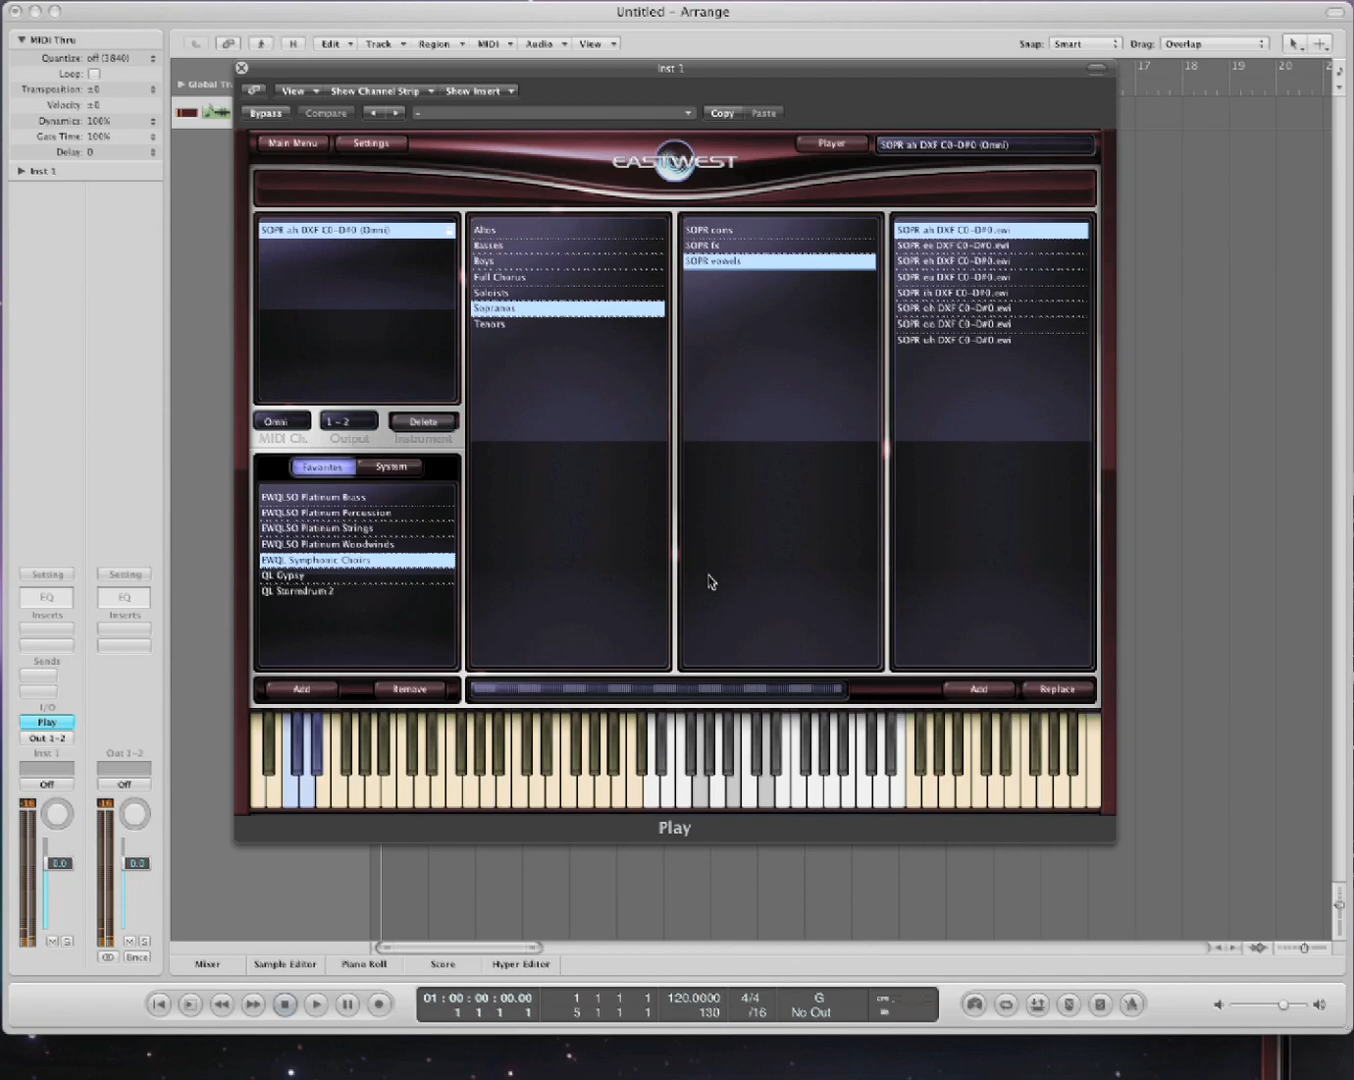 Untitled - Arrange
MIDI Thru
Quantize: off (3840)
Loop:
Transposition: ±0
Velocity: ±0
Dynamics: 100%
Gate Time: 100%
Delay: 0
Inst 1
Edit Track Region MIDI Audio View
Snap: Smart Drag: Overlap
Global Tr
17 18 19 20 2
Inst 1
View Show Channel Strip Show Insert
Bypass Compare - Copy Paste
Main Menu Settings
EASTWEST
Player SOPR ah DXF C0-D#0 (Omni)
SOPR ah DXF C0-D#0 (Omni)
Omni 1 - 2 Delete
MIDI Ch. Output Instrument
Favorites System
EWQLSO Platinum Brass
EWQLSO Platinum Percussion
EWQLSO Platinum Strings
EWQLSO Platinum Woodwinds
EWQL Symphonic Choirs
QL Gypsy
QL Stormdrum 2
Add Remove
Altos
Basses
Boys
Full Chorus
Soloists
Sopranos
Tenors
SOPR cons
SOPR fx
SOPR vowels
SOPR ah DXF C0-D#0.ewi
SOPR ee DXF C0-D#0.ewi
SOPR eh DXF C0-D#0.ewi
SOPR eu DXF C0-D#0.ewi
SOPR ih DXF C0-D#0.ewi
SOPR oh DXF C0-D#0.ewi
SOPR oo DXF C0-D#0.ewi
SOPR uh DXF C0-D#0.ewi
Add Replace
Play
Setting Setting
EQ EQ
Inserts Inserts
Sends
I/O
Play
Out 1-2
Inst 1 Out 1-2
Off Off
0.0 0.0
M S M S
Bnce
Mixer Sample Editor Piano Roll Score Hyper Editor
01 : 00 : 00 : 00.00 1 1 1 1 120.0000 4/4 G
1 1 1 1 5 1 1 1 130 /16 No Out